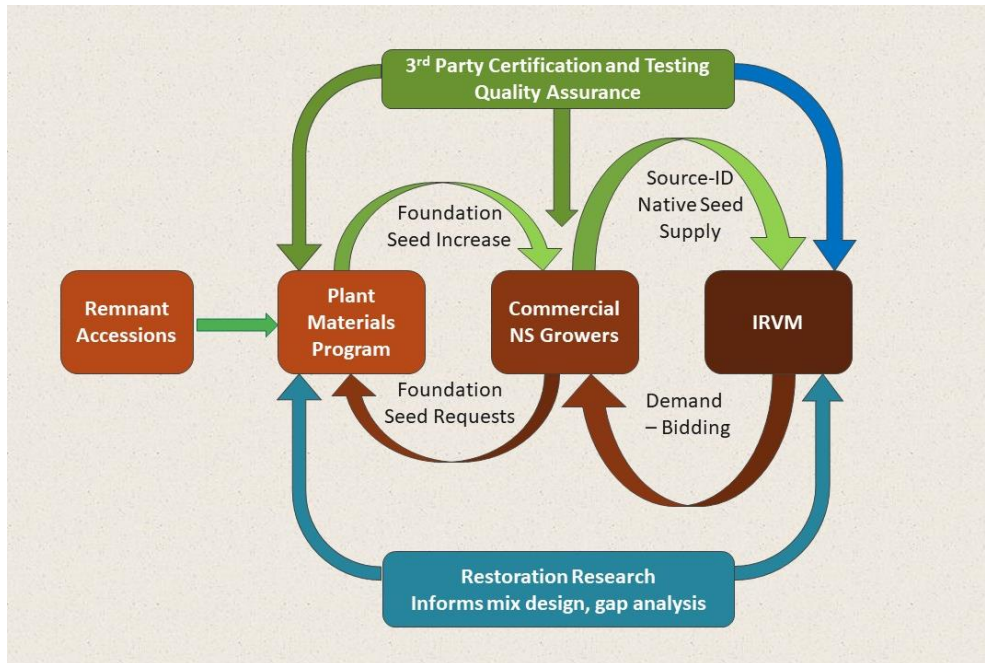 3rd Party Certification and Testing
Quality Assurance
Foundation
Seed Increase
Source-ID
Native Seed
Supply
Remnant
Accessions
Plant
Materials
Program
Commercial
NS Growers
IRVM
Foundation
Seed Requests
Demand
– Bidding
Restoration Research
Informs mix design, gap analysis